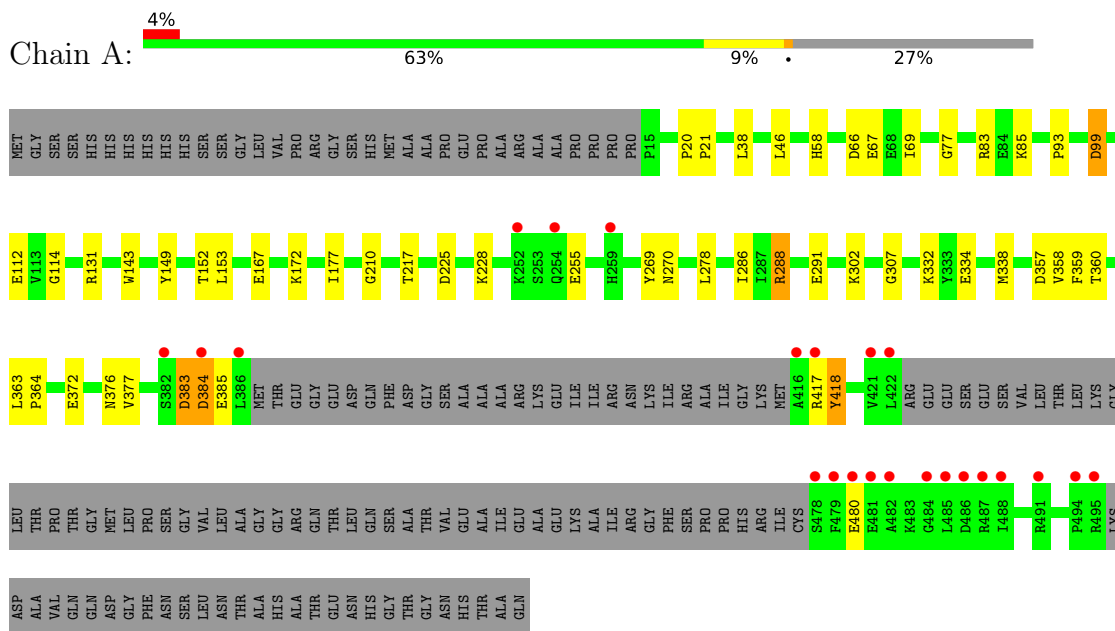 4%
Chain A:
63% 9% • 27%
MET GLY SER SER HIS HIS HIS HIS HIS HIS SER SER GLY LEU VAL PRO ARG GLY SER HIS MET ALA ALA PRO GLU PRO ALA ARG ALA ALA PRO PRO PRO PRO P15 P20 P21 L38 L46 H58 D66 E67 E68 I69 G77 R83 E84 K85 P93 D99
E112 V113 G114 R131 W143 Y149 T152 L153 E167 K172 I177 G210 T217 D225 K228 K252 S253 Q254 E255 H259 Y269 N270 L278 I286 I287 R288 E291 K302 G307 K332 Y333 E334 M338 D357 V358 F359 T360
L363 P364 E372 N376 V377 S382 D383 D384 E385 L386 MET THR GLU GLY GLU ASP GLN PHE ASP GLY SER ALA ALA ALA ARG LYS GLU ILE ILE ARG ASN LYS ILE ARG ALA ILE GLY LYS MET A416 R417 Y418 V421 L422 ARG GLU GLU SER GLU SER VAL LEU THR LEU LYS GLY
LEU THR PRO THR GLY MET LEU PRO SER GLY VAL LEU ALA GLY GLY ARG GLN THR LEU GLN SER ALA THR VAL GLU ALA ILE GLU ALA GLU LYS ALA ILE ARG GLY PHE SER PRO PRO HIS ARG ILE CYS S478 F479 E480 E481 A482 K483 G484 L485 D486 R487 I488 R491 P494 R495 LYS
ASP ALA VAL GLN GLN ASP GLY PHE ASN SER LEU ASN THR ALA HIS ALA THR GLU ASN HIS GLY THR GLY ASN HIS THR ALA GLN